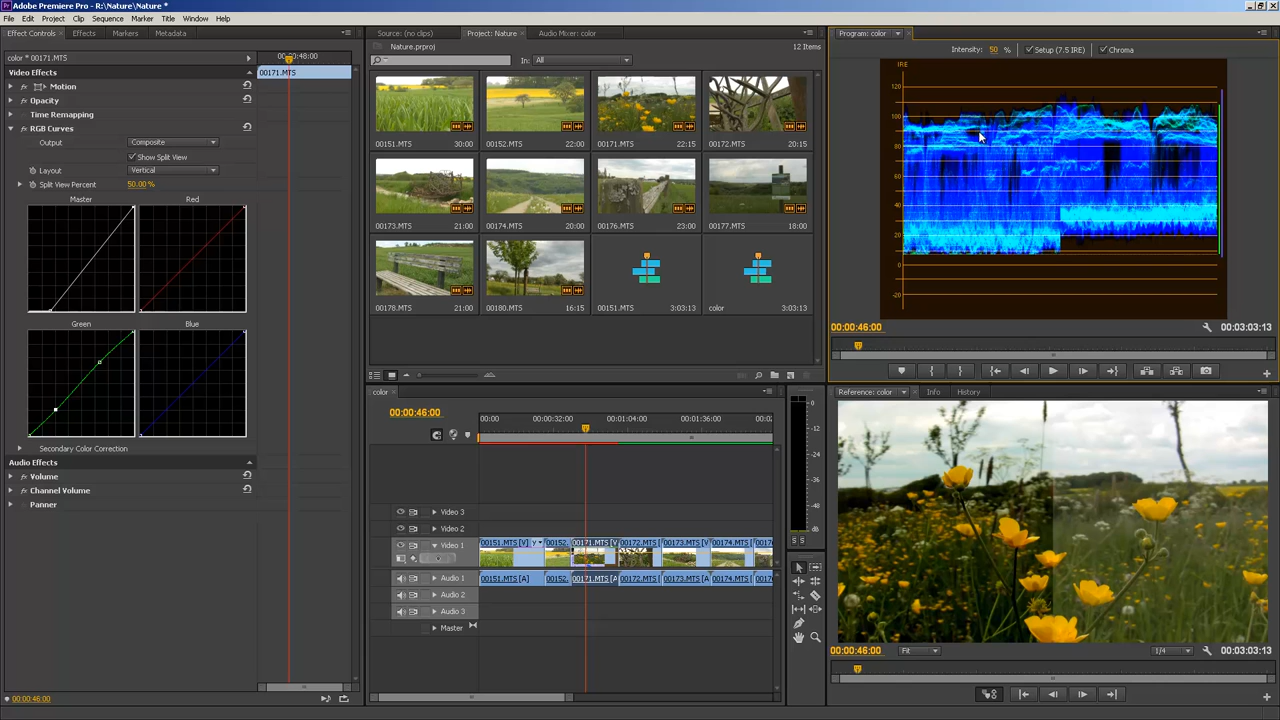 Adobe Premiere Pro - R:\Nature\Nature *
File Edit Project Clip Sequence Marker Title Window Help
Effect Controls Effects Markers Metadata
color * 00171.MTS
00:00:48:00
Video Effects
00171.MTS
Motion
Opacity
Time Remapping
RGB Curves
Output Composite
Show Split View
Layout Vertical
Split View Percent 50.00 %
Master Red
Green Blue
Secondary Color Correction
Audio Effects
Volume
Channel Volume
Panner
00:00:46:00
Source: (no clips) Project: Nature Audio Mixer: color
Nature.prproj 12 Items
In: All
00151.MTS 30:00 00152.MTS 22:00 00171.MTS 22:15 00172.MTS 20:15
00173.MTS 21:00 00174.MTS 20:00 00176.MTS 23:00 00177.MTS 18:00
00178.MTS 21:00 00180.MTS 16:15 00151.MTS 3:03:13 color 3:03:13
color
00:00:46:00
00:00 00:00:32:00 00:01:04:00 00:01:36:00
Video 3
Video 2
Video 1
00151.MTS [V] 00152. 00171.MTS [V] 00172.MTS [ 00173.MTS [V] 00174.MTS [
Audio 1
00151.MTS [A] 00152. 00171.MTS [A 00172.MTS [ 00173.MTS [A] 00174.MTS [
Audio 2
Audio 3
Master
0
-6
-12
-18
-24
-30
-36
dB
S S
Program: color
Intensity: 50 % Setup (7.5 IRE) Chroma
IRE
120
100
80
60
40
20
0
-20
00:00:46:00 00:03:03:13
Reference: color Info History
00:00:46:00 Fit 1/4 00:03:03:13